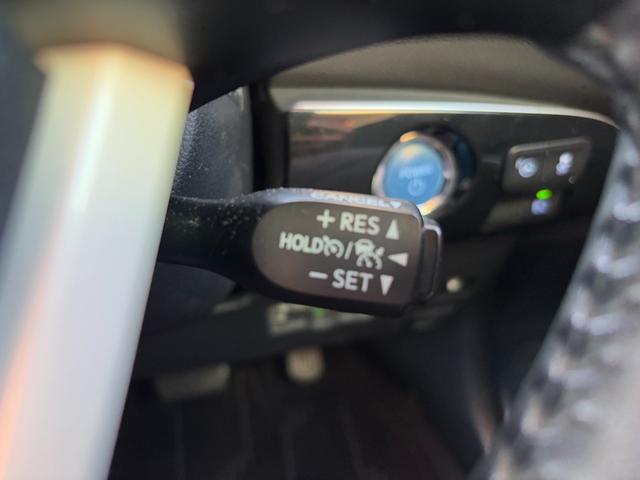 CANCEL
+ RES ▲
HOLD / ◄
− SET ▼
POWER